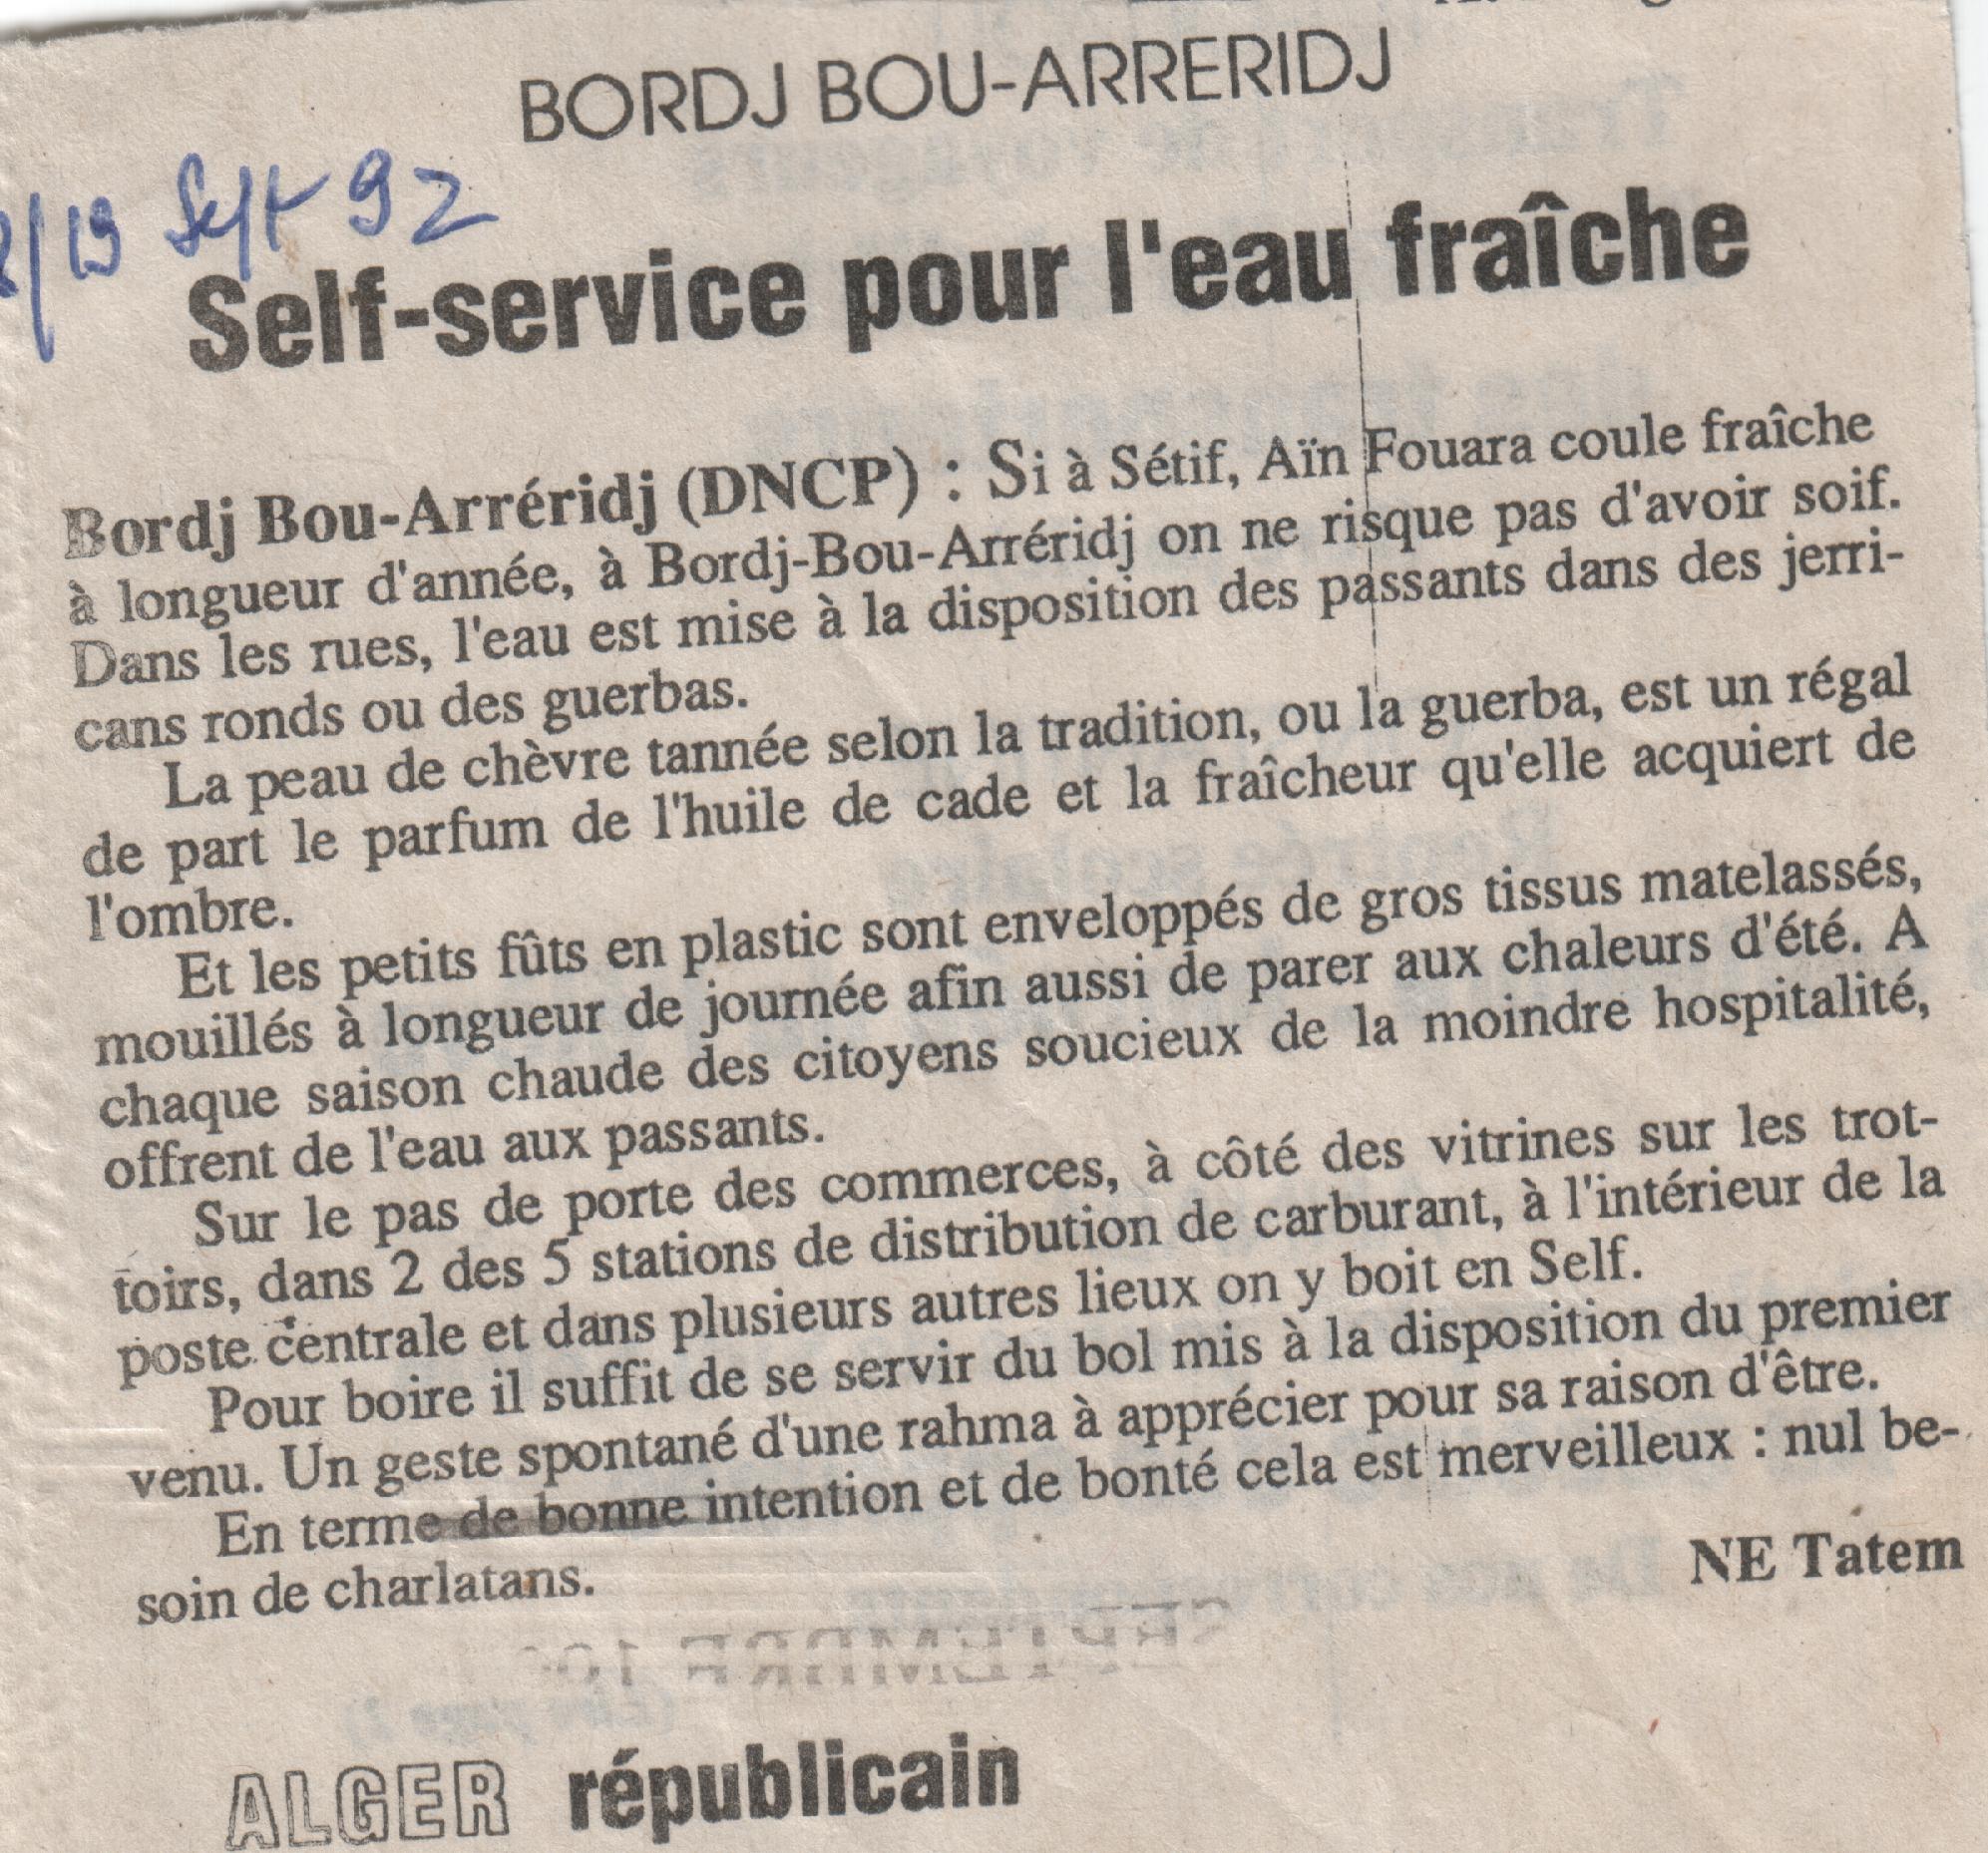 BORDJ BOU-ARRERIDJ
/19 Sept 92
Self-service pour l'eau fraîche
Bordj Bou-Arréridj (DNCP) : Si à Sétif, Aïn Fouara coule fraîche
à longueur d'année, à Bordj-Bou-Arréridj on ne risque pas d'avoir soif.
Dans les rues, l'eau est mise à la disposition des passants dans des jerri-
cans ronds ou des guerbas.
La peau de chèvre tannée selon la tradition, ou la guerba, est un régal
de part le parfum de l'huile de cade et la fraîcheur qu'elle acquiert de
l'ombre.
Et les petits fûts en plastic sont enveloppés de gros tissus matelassés,
mouillés à longueur de journée afin aussi de parer aux chaleurs d'été. A
chaque saison chaude des citoyens soucieux de la moindre hospitalité,
offrent de l'eau aux passants.
Sur le pas de porte des commerces, à côté des vitrines sur les trot-
toirs, dans 2 des 5 stations de distribution de carburant, à l'intérieur de la
poste centrale et dans plusieurs autres lieux on y boit en Self.
Pour boire il suffit de se servir du bol mis à la disposition du premier
venu. Un geste spontané d'une rahma à apprécier pour sa raison d'être.
En terme de bonne intention et de bonté cela est merveilleux : nul be-
soin de charlatans.
NE Tatem
ALGER républicain